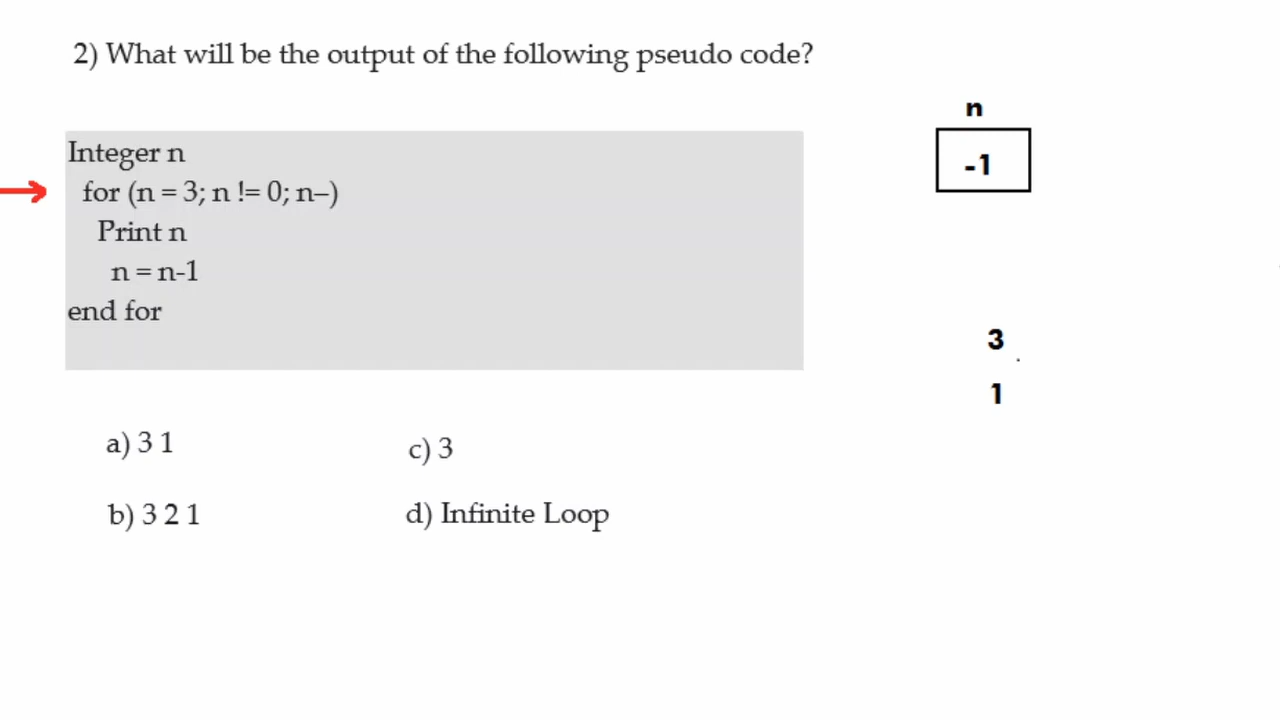 2) What will be the output of the following pseudo code?
Integer n
for (n = 3; n != 0; n–)
Print n
n = n-1
end for
n
-1
3
1
a) 3 1
c) 3
b) 3 2 1
d) Infinite Loop